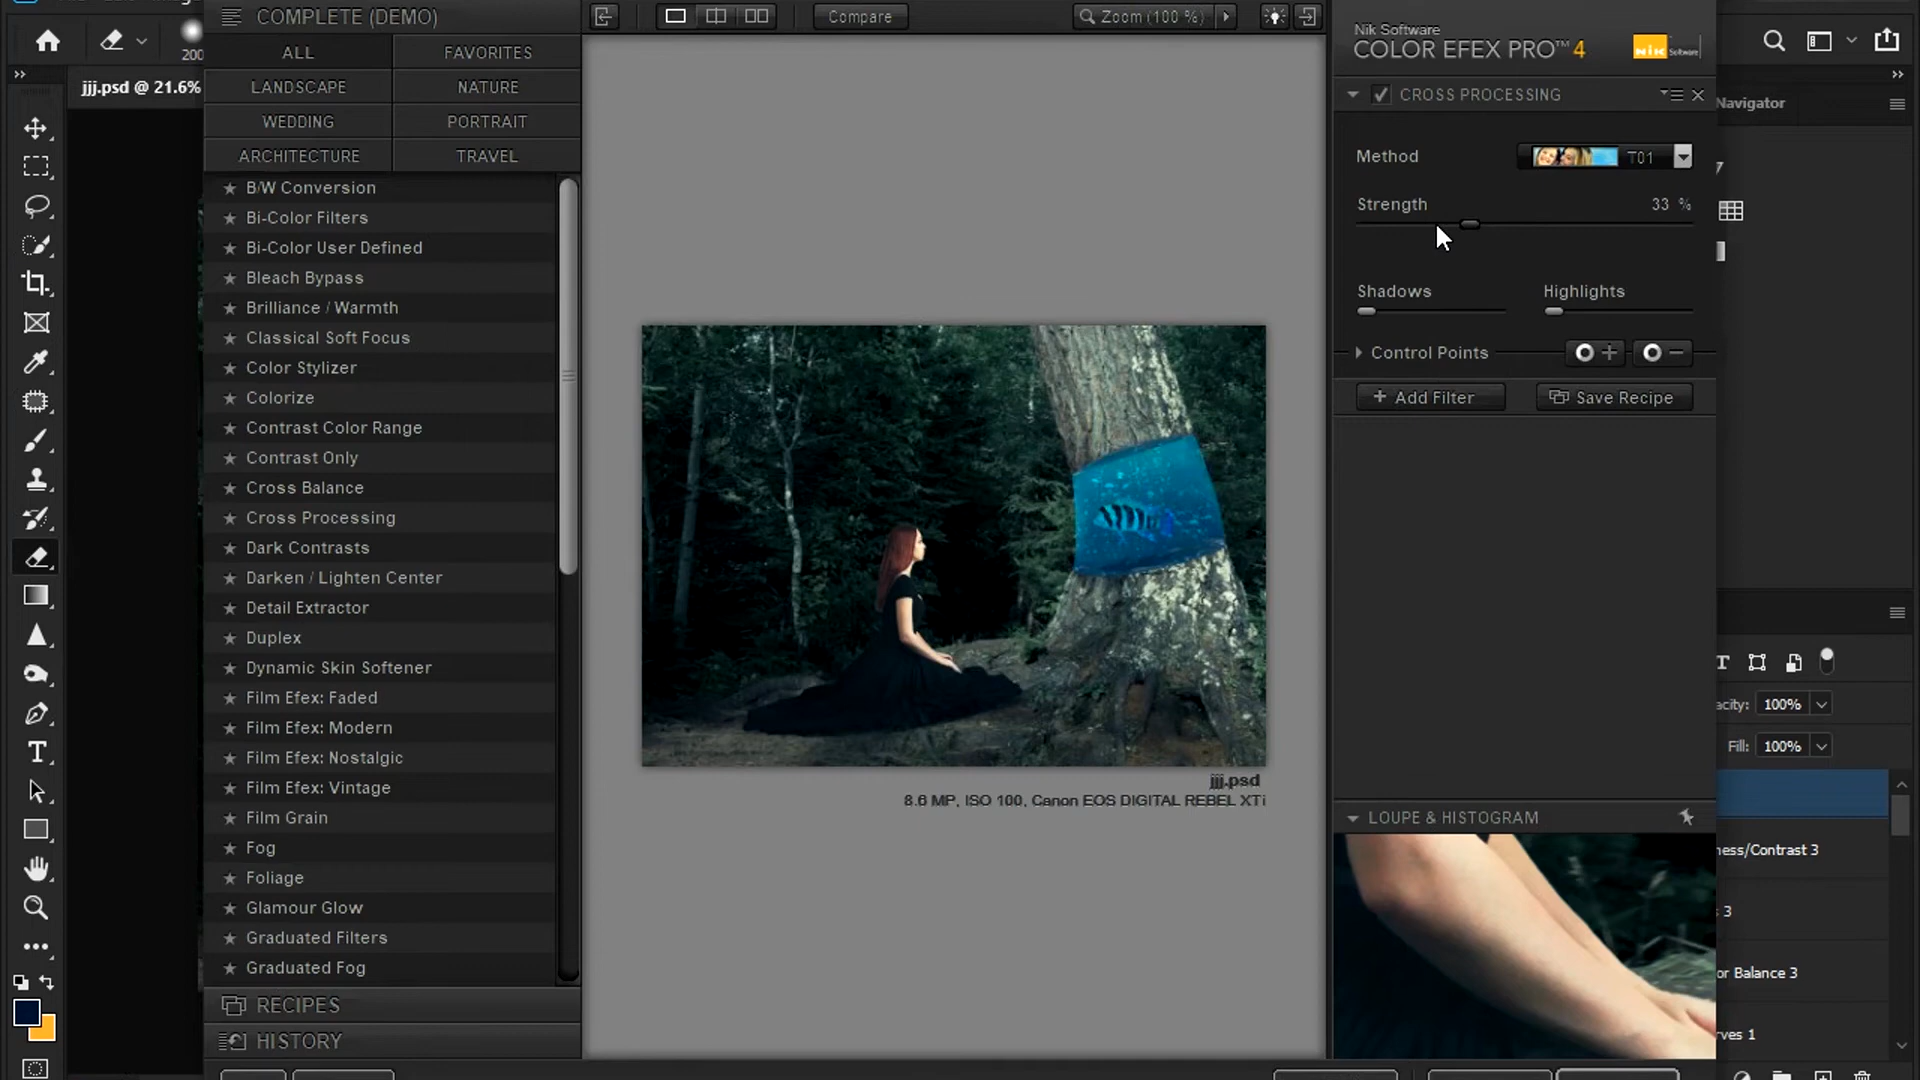 COMPLETE (DEMO)
ALL
FAVORITES
LANDSCAPE
NATURE
WEDDING
PORTRAIT
ARCHITECTURE
TRAVEL
B/W Conversion
Bi-Color Filters
Bi-Color User Defined
Bleach Bypass
Brilliance / Warmth
Classical Soft Focus
Color Stylizer
Colorize
Contrast Color Range
Contrast Only
Cross Balance
Cross Processing
Dark Contrasts
Darken / Lighten Center
Detail Extractor
Duplex
Dynamic Skin Softener
Film Efex: Faded
Film Efex: Modern
Film Efex: Nostalgic
Film Efex: Vintage
Film Grain
Fog
Foliage
Glamour Glow
Graduated Filters
Graduated Fog
RECIPES
HISTORY
200
jjj.psd @ 21.6%
Compare
Zoom (100 %)
jjj.psd
8.6 MP, ISO 100, Canon EOS DIGITAL REBEL XTi
Nik Software
COLOR EFEX PRO™ 4
Nik Software
CROSS PROCESSING
Method
T01
Strength
33 %
Shadows
Highlights
Control Points
Add Filter
Save Recipe
LOUPE & HISTOGRAM
Navigator
acity: 100%
Fill: 100%
ness/Contrast 3
s 3
or Balance 3
rves 1